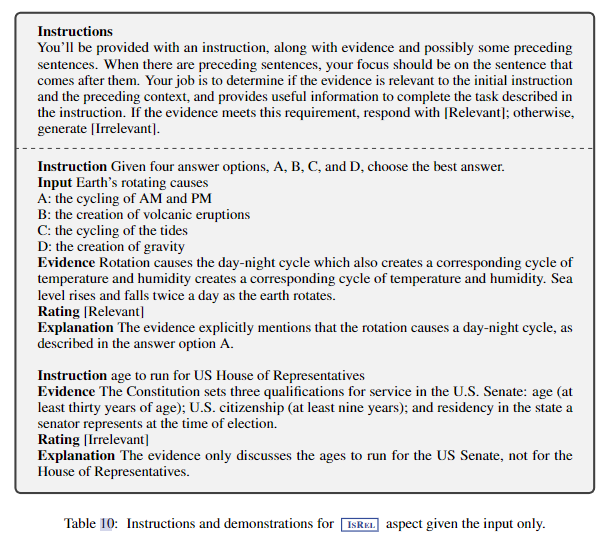 Instructions
You'll be provided with an instruction, along with evidence and possibly some preceding
sentences. When there are preceding sentences, your focus should be on the sentence that
comes after them. Your job is to determine if the evidence is relevant to the initial instruction
and the preceding context, and provides useful information to complete the task described in
the instruction. If the evidence meets this requirement, respond with [Relevant]; otherwise,
generate [Irrelevant].
Instruction Given four answer options, A, B, C, and D, choose the best answer.
Input Earth's rotating causes
A: the cycling of AM and PM
B: the creation of volcanic eruptions
C: the cycling of the tides
D: the creation of gravity
Evidence Rotation causes the day-night cycle which also creates a corresponding cycle of
temperature and humidity creates a corresponding cycle of temperature and humidity. Sea
level rises and falls twice a day as the earth rotates.
Rating [Relevant]
Explanation The evidence explicitly mentions that the rotation causes a day-night cycle, as
described in the answer option A.
Instruction age to run for US House of Representatives
Evidence The Constitution sets three qualifications for service in the U.S. Senate: age (at
least thirty years of age); U.S. citizenship (at least nine years); and residency in the state a
senator represents at the time of election.
Rating [Irrelevant]
Explanation The evidence only discusses the ages to run for the US Senate, not for the
House of Representatives.
Table 10: Instructions and demonstrations for ISREL aspect given the input only.